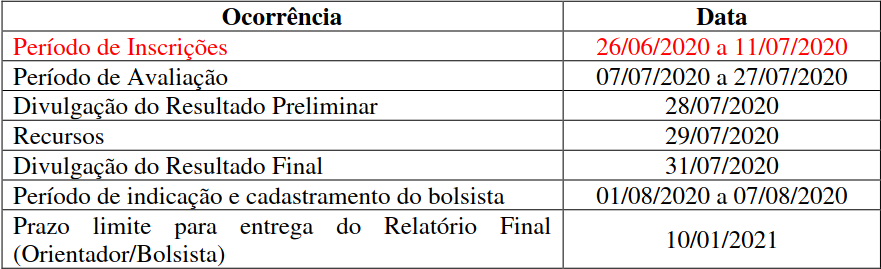 Ocorrência Data
Período de Inscrições 26/06/2020 a 11/07/2020
Período de Avaliação 07/07/2020 a 27/07/2020
Divulgação do Resultado Preliminar 28/07/2020
Recursos 29/07/2020
Divulgação do Resultado Final 31/07/2020
Período de indicação e cadastramento do bolsista 01/08/2020 a 07/08/2020
Prazo limite para entrega do Relatório Final
(Orientador/Bolsista) 10/01/2021